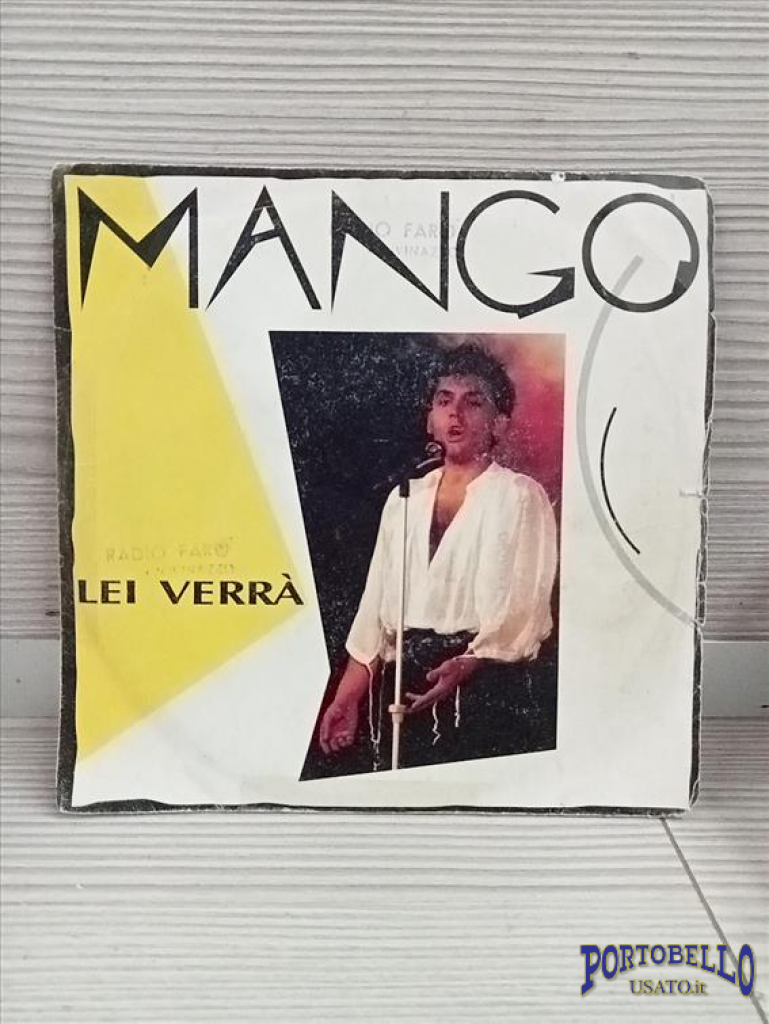 MANGO
RADIO FARO
LEI VERRÀ
PORTOBELLO
USATO.it